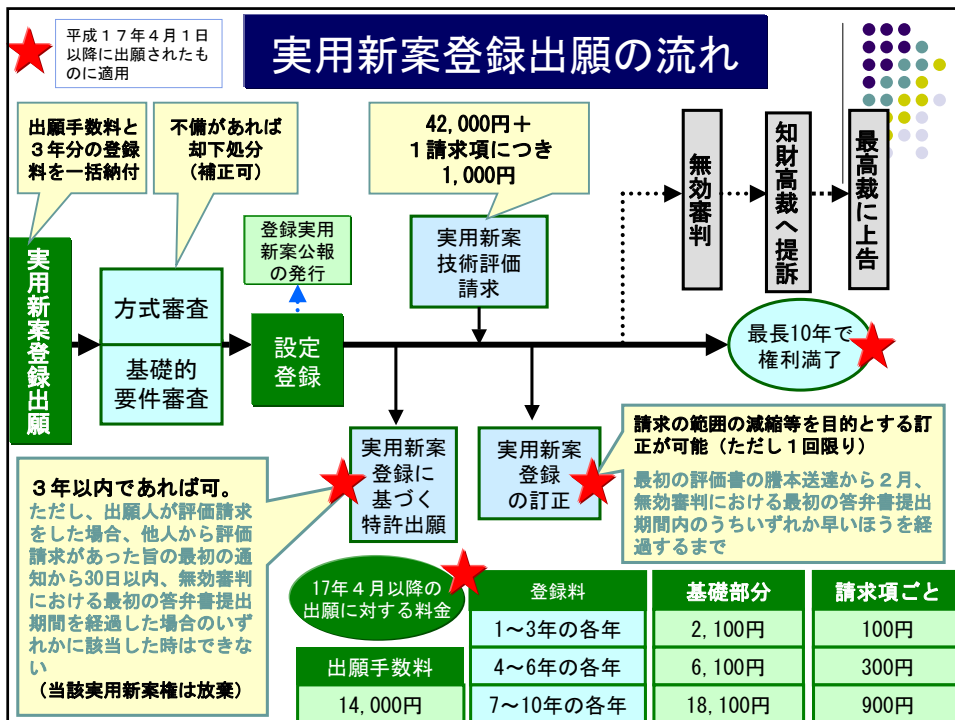 平成１７年４月１日
以降に出願されたも
のに適用
実用新案登録出願の流れ
出願手数料と
３年分の登録
料を一括納付
不備があれば
却下処分
（補正可）
42,000円＋
１請求項につき
1,000円
無効審判
知財高裁へ提訴
最高裁に上告
登録実用
新案公報
の発行
実用新案
技術評価
請求
実用新案登録出願
方式審査
基礎的
要件審査
設定
登録
最長10年で
権利満了
実用新案
登録に
基づく
特許出願
実用新案
登録
の訂正
請求の範囲の減縮等を目的とする訂
正が可能（ただし１回限り）
最初の評価書の謄本送達から２月、
無効審判における最初の答弁書提出
期間内のうちいずれか早いほうを経
過するまで
３年以内であれば可。
ただし、出願人が評価請求
をした場合、他人から評価
請求があった旨の最初の通
知から30日以内、無効審判
における最初の答弁書提出
期間を経過した場合のいず
れかに該当した時はできな
い
（当該実用新案権は放棄）
17年４月以降の
出願に対する料金
出願手数料
14,000円
登録料 基礎部分 請求項ごと
1～3年の各年 2,100円 100円
4～6年の各年 6,100円 300円
7～10年の各年 18,100円 900円